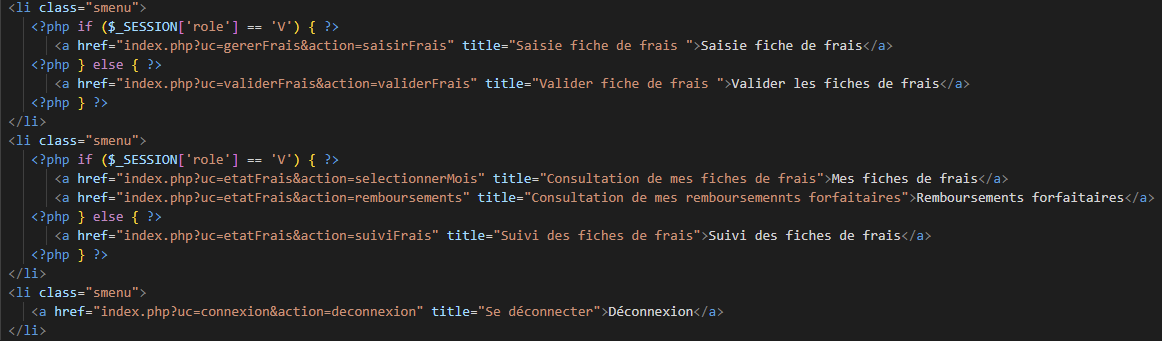 <li class="smenu">
<?php if ($_SESSION['role'] == 'V') { ?>
<a href="index.php?uc=gererFrais&action=saisirFrais" title="Saisie fiche de frais ">Saisie fiche de frais</a>
<?php } else { ?>
<a href="index.php?uc=validerFrais&action=validerFrais" title="Valider fiche de frais ">Valider les fiches de frais</a>
<?php } ?>
</li>
<li class="smenu">
<?php if ($_SESSION['role'] == 'V') { ?>
<a href="index.php?uc=etatFrais&action=selectionnerMois" title="Consultation de mes fiches de frais">Mes fiches de frais</a>
<a href="index.php?uc=etatFrais&action=remboursements" title="Consultation de mes remboursemennts forfaitaires">Remboursements forfaitaires</a>
<?php } else { ?>
<a href="index.php?uc=etatFrais&action=suiviFrais" title="Suivi des fiches de frais">Suivi des fiches de frais</a>
<?php } ?>
</li>
<li class="smenu">
<a href="index.php?uc=connexion&action=deconnexion" title="Se déconnecter">Déconnexion</a>
</li>